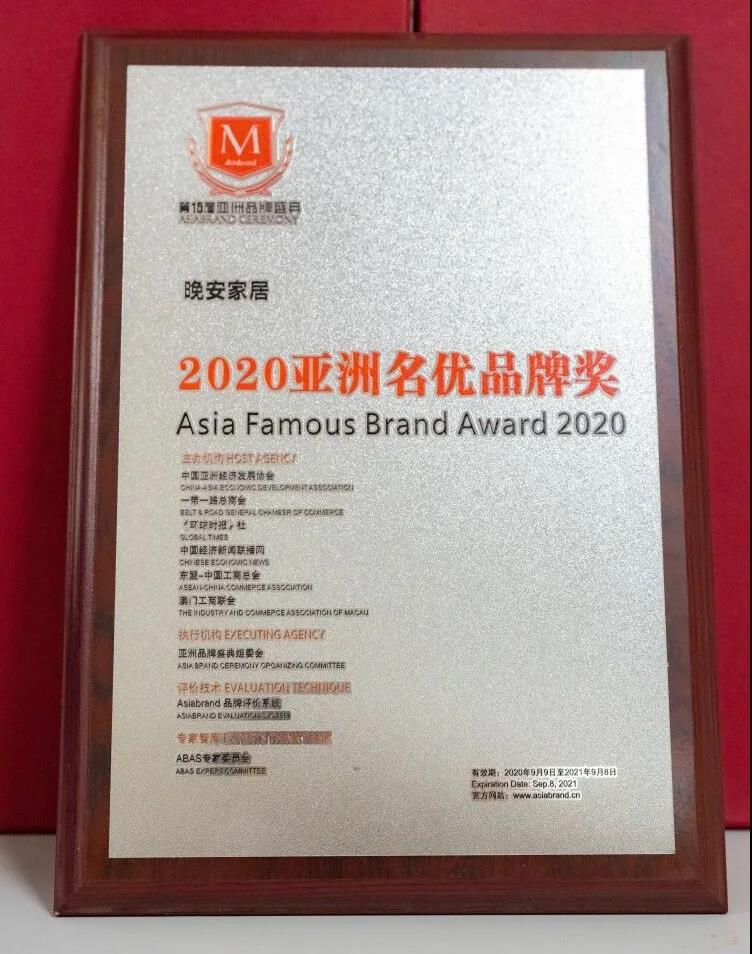 M
Asiabrand
第15届亚洲品牌盛典
ASIABRAND CEREMONY
晚安家居
2020亚洲名优品牌奖
Asia Famous Brand Award 2020
主办机构 HOST AGENCY
中国亚洲经济发展协会
CHINA-ASIA ECONOMIC DEVELOPMENT ASSOCIATION
一带一路总商会
BELT & ROAD GENERAL CHAMBER OF COMMERCE
《环球时报》社
GLOBAL TIMES
中国经济新闻联播网
CHINESE ECONOMIC NEWS
东盟-中国工商总会
ASEAN-CHINA COMMERCE ASSOCIATION
澳门工商联会
THE INDUSTRY AND COMMERCE ASSOCIATION OF MACAU
执行机构 EXECUTING AGENCY
亚洲品牌盛典组委会
ASIA BRAND CEREMONY ORGANIZING COMMITTEE
评价技术 EVALUATION TECHNIQUE
Asiabrand 品牌评价系统
ASIABRAND EVALUATION SYSTEM
专家智库
ABAS专家委员会
ABAS EXPERT COMMITTEE
有效期：2020年9月9日至2021年9月8日
Expiration Date: Sep.8, 2021
官方网站：www.asiabrand.cn